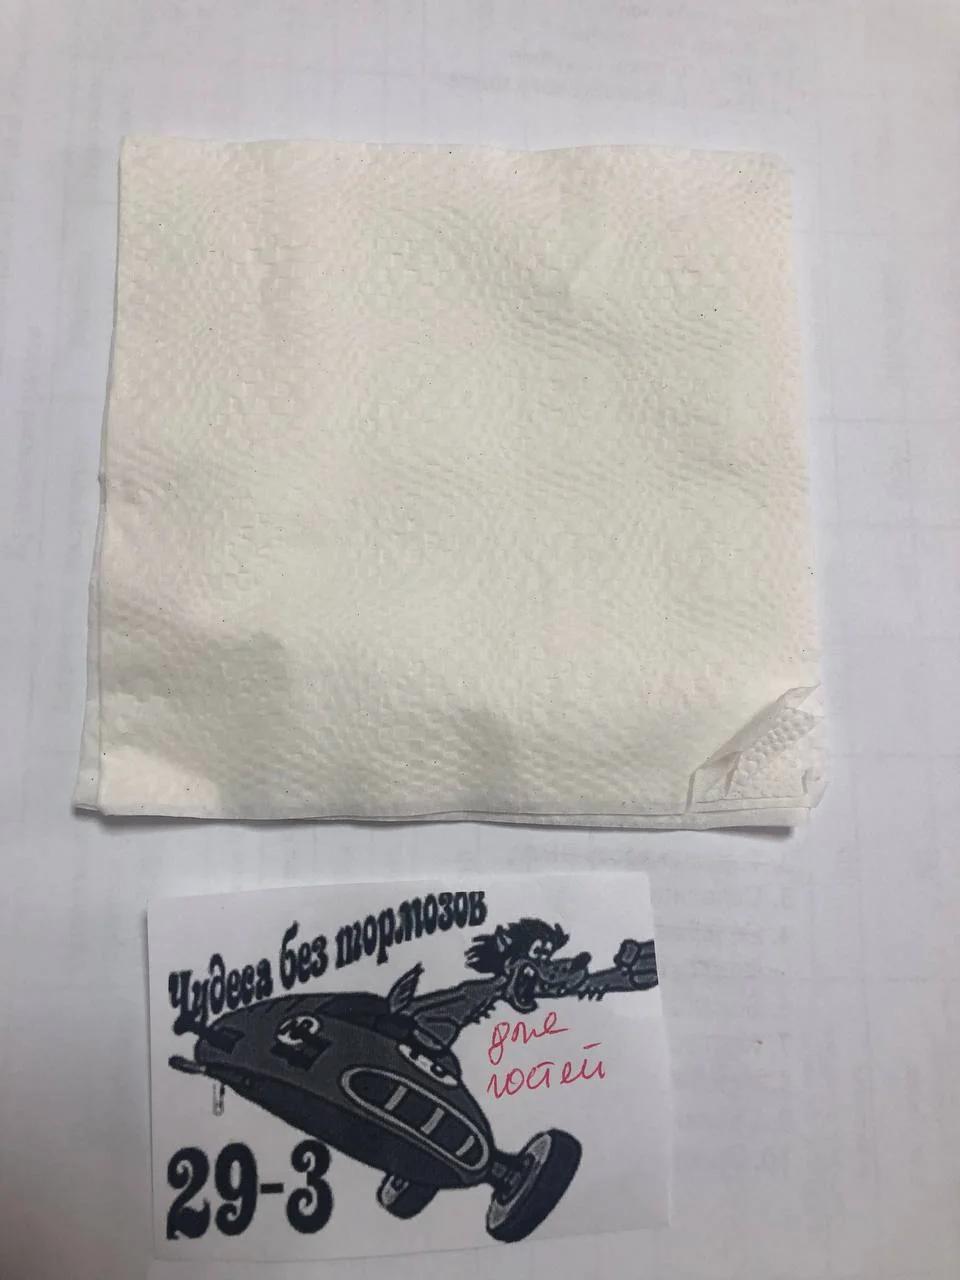 Чудеса без тормозов
для
гостей
29-3